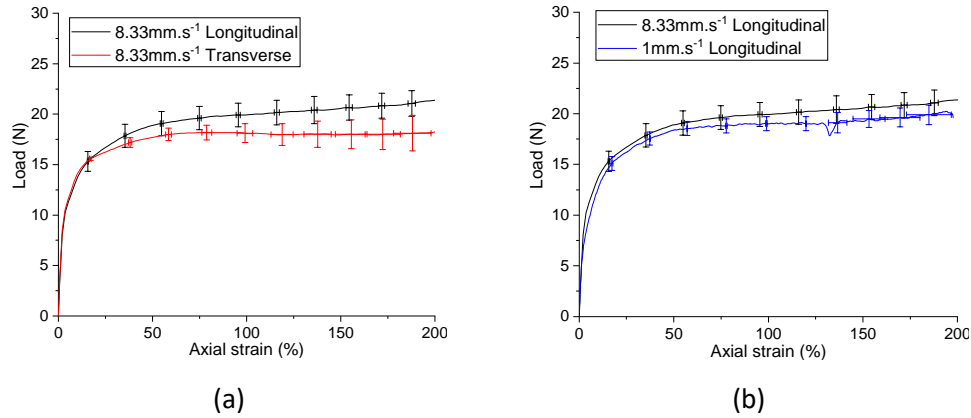 8.33mm.s⁻¹ Longitudinal
8.33mm.s⁻¹ Transverse
30
25
20
15
10
5
0
Load (N)
0 50 100 150 200
Axial strain (%)
(a)
8.33mm.s⁻¹ Longitudinal
1mm.s⁻¹ Longitudinal
30
25
20
15
10
5
0
Load (N)
0 50 100 150 200
Axial strain (%)
(b)